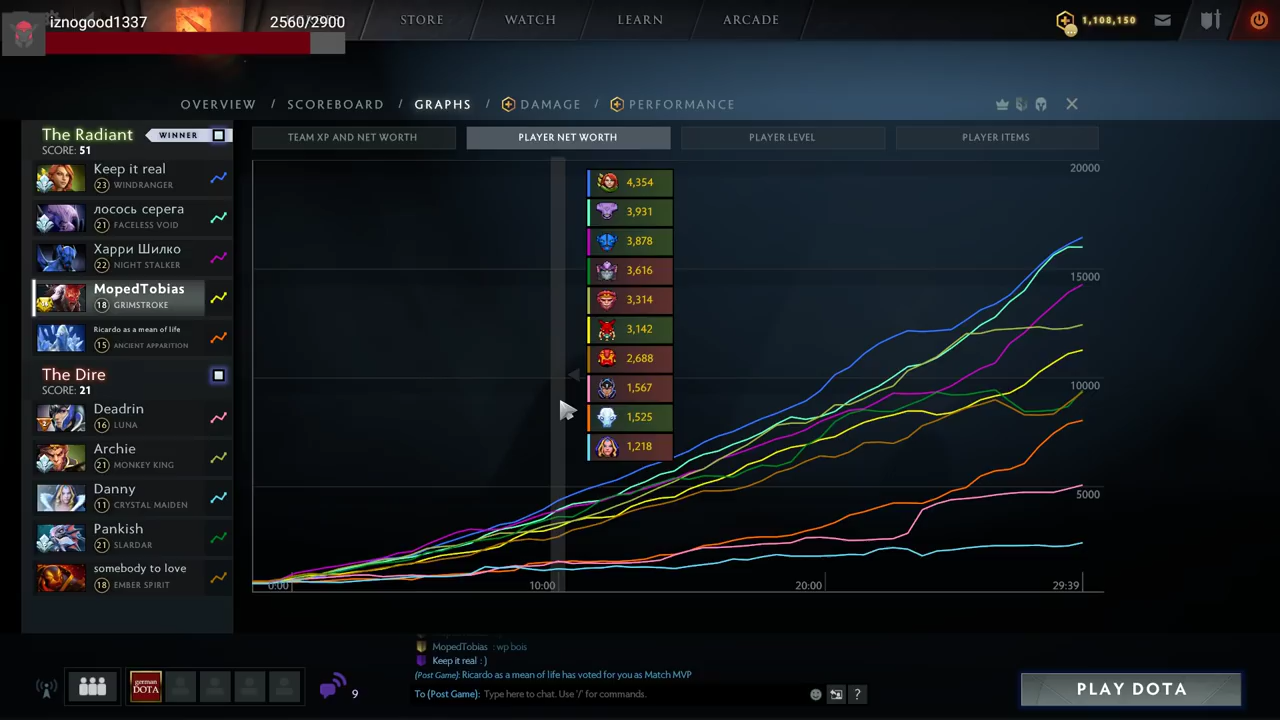 iznogood1337
2560/2900
STORE
WATCH
LEARN
ARCADE
1,108,150
OVERVIEW / SCOREBOARD / GRAPHS / DAMAGE / PERFORMANCE
TEAM XP AND NET WORTH
PLAYER NET WORTH
PLAYER LEVEL
PLAYER ITEMS
The Radiant
WINNER
SCORE: 51
Keep it real
23 WINDRANGER
лосось серега
21 FACELESS VOID
Харри Шилко
22 NIGHT STALKER
MopedTobias
18 GRIMSTROKE
Ricardo as a mean of life
15 ANCIENT APPARITION
The Dire
SCORE: 21
Deadrin
16 LUNA
Archie
21 MONKEY KING
Danny
11 CRYSTAL MAIDEN
Pankish
21 SLARDAR
somebody to love
18 EMBER SPIRIT
4,354
3,931
3,878
3,616
3,314
3,142
2,688
1,567
1,525
1,218
20000
15000
10000
5000
0:00
10:00
20:00
29:39
german
DOTA
9
MopedTobias : wp bois
Keep it real : )
(Post Game): Ricardo as a mean of life has voted for you as Match MVP
To (Post Game): Type here to chat. Use '/' for commands.
?
PLAY DOTA